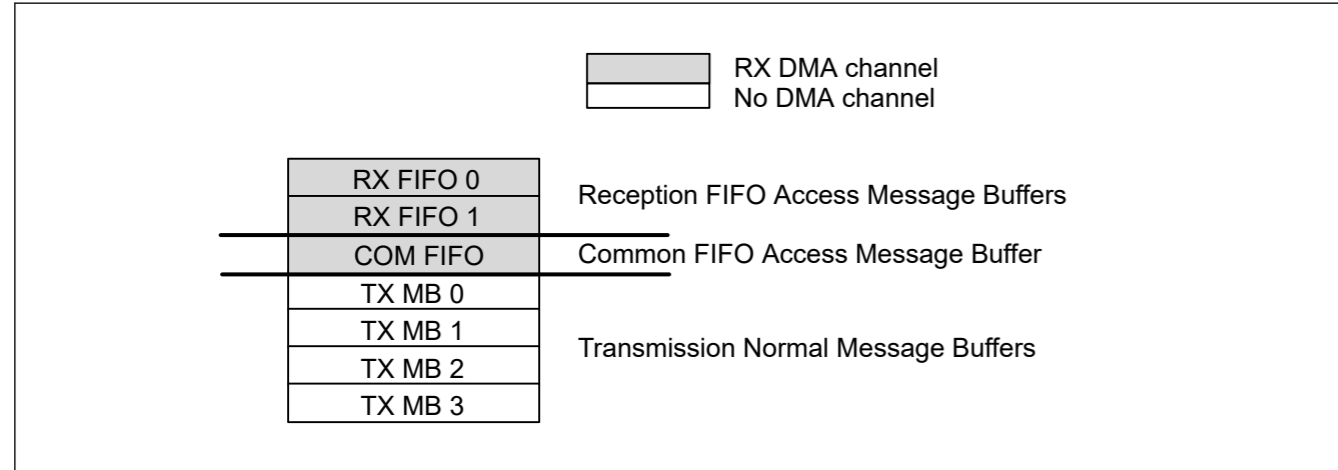 RX DMA channel
No DMA channel
RX FIFO 0
RX FIFO 1
Reception FIFO Access Message Buffers
COM FIFO
Common FIFO Access Message Buffer
TX MB 0
TX MB 1
TX MB 2
TX MB 3
Transmission Normal Message Buffers